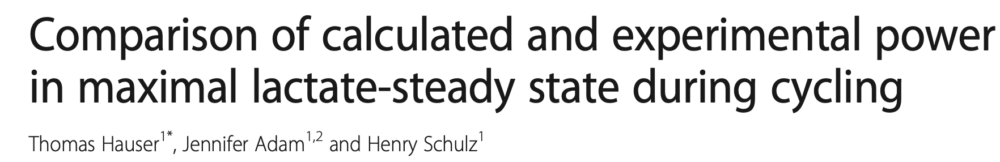 Comparison of calculated and experimental power
in maximal lactate-steady state during cycling
Thomas Hauser1*, Jennifer Adam1,2 and Henry Schulz1